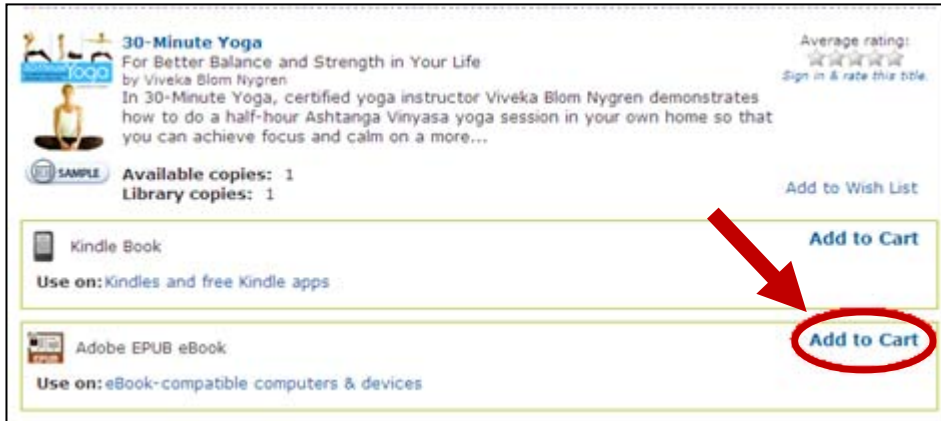 30-Minute Yoga
For Better Balance and Strength in Your Life
by Viveka Blom Nygren
In 30-Minute Yoga, certified yoga instructor Viveka Blom Nygren demonstrates
how to do a half-hour Ashtanga Vinyasa yoga session in your own home so that
you can achieve focus and calm on a more...
Average rating:
Sign in & rate this title.
Yoga
SAMPLE
Available copies: 1
Library copies: 1
Add to Wish List
Kindle Book
Add to Cart
Use on: Kindles and free Kindle apps
EPUB
Adobe EPUB eBook
Add to Cart
Use on: eBook-compatible computers & devices